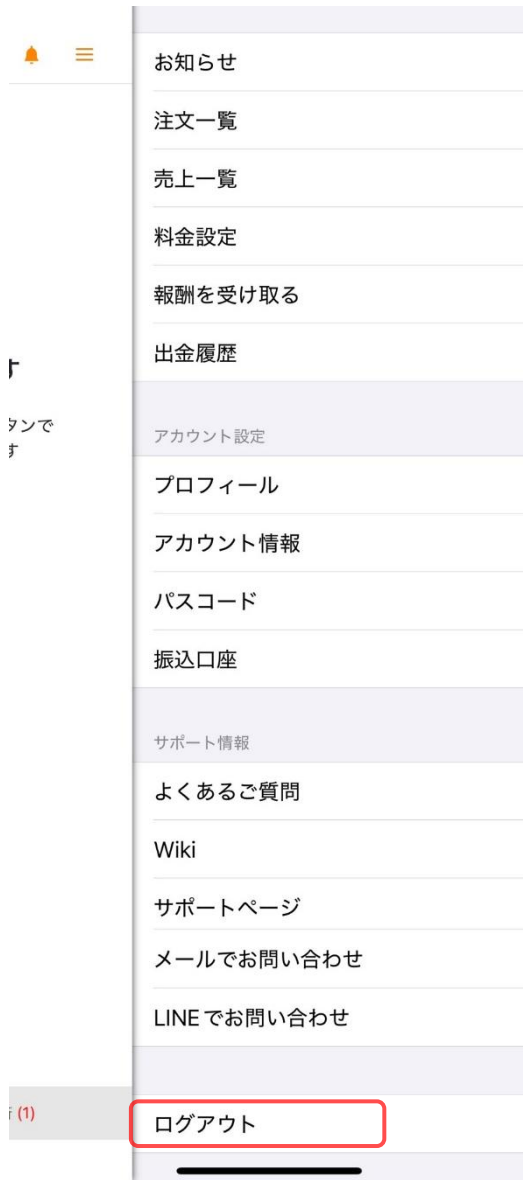 お知らせ
注文一覧
売上一覧
料金設定
報酬を受け取る
出金履歴
す
タンで
す
アカウント設定
プロフィール
アカウント情報
パスコード
振込口座
サポート情報
よくあるご質問
Wiki
サポートページ
メールでお問い合わせ
LINEでお問い合わせ
(1)
ログアウト